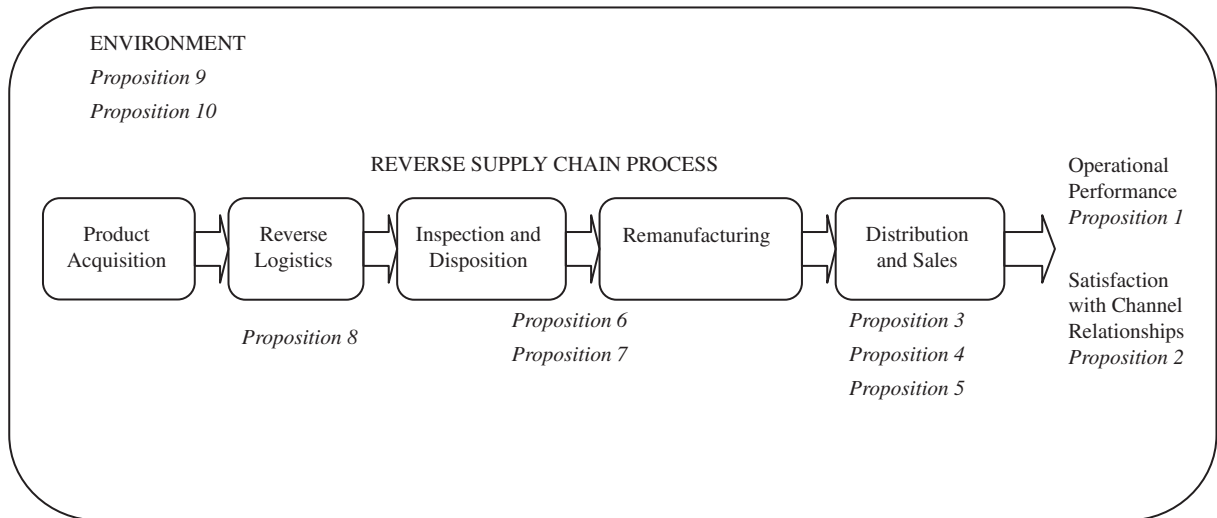 ENVIRONMENT
Proposition 9
Proposition 10
REVERSE SUPPLY CHAIN PROCESS
Product
Acquisition
Reverse
Logistics
Inspection and
Disposition
Remanufacturing
Distribution
and Sales
Operational
Performance
Proposition 1
Satisfaction
with Channel
Relationships
Proposition 2
Proposition 8
Proposition 6
Proposition 7
Proposition 3
Proposition 4
Proposition 5